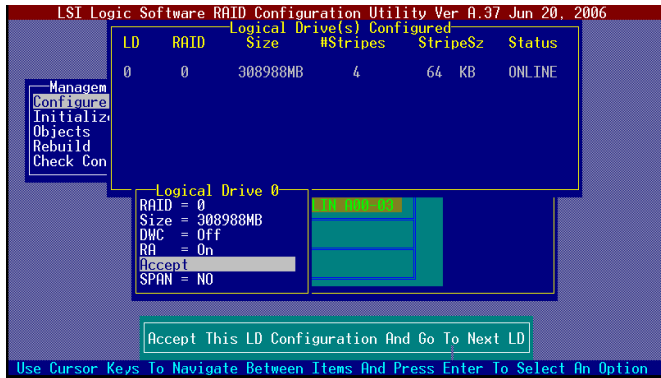 LSI Logic Software RAID Configuration Utility Ver A.37 Jun 20, 2006
Logical Drive(s) Configured
LD RAID Size #Stripes StripeSz Status
0 0 308988MB 4 64 KB ONLINE
Managem
Configure
Initializ
Objects
Rebuild
Check Con
Logical Drive 0
RAID = 0
Size = 308988MB
DWC = Off
RA = On
Accept
SPAN = NO
LIN A00-03
Accept This LD Configuration And Go To Next LD
Use Cursor Keys To Navigate Between Items And Press Enter To Select An Option